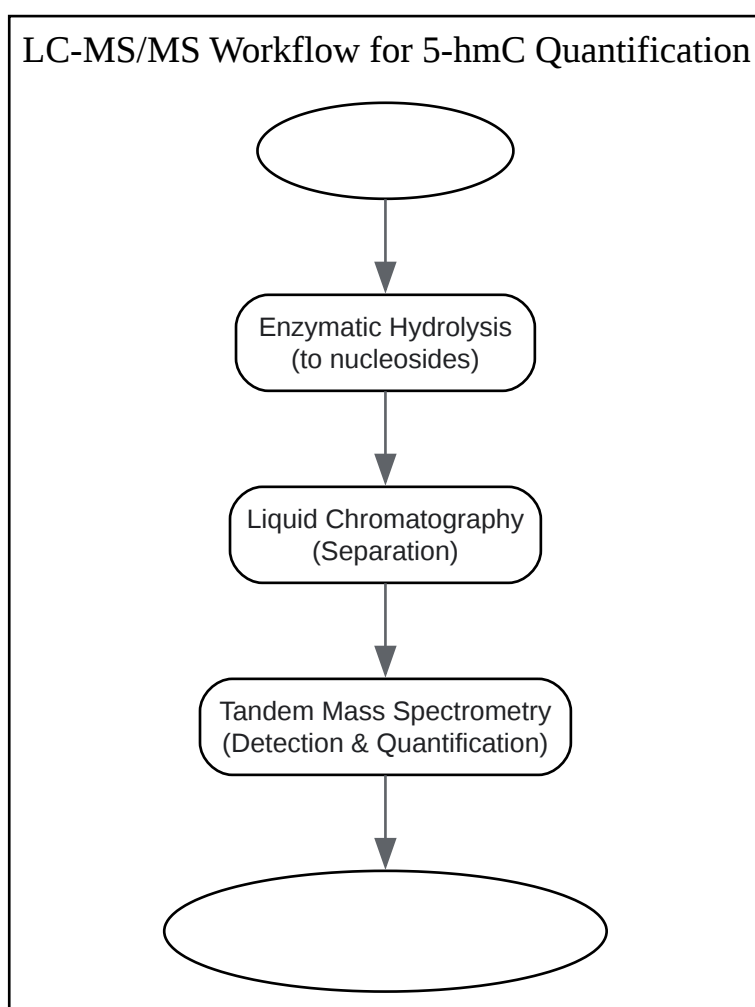 LC-MS/MS Workflow for 5-hmC Quantification
Enzymatic Hydrolysis
(to nucleosides)
Liquid Chromatography
(Separation)
Tandem Mass Spectrometry
(Detection & Quantification)